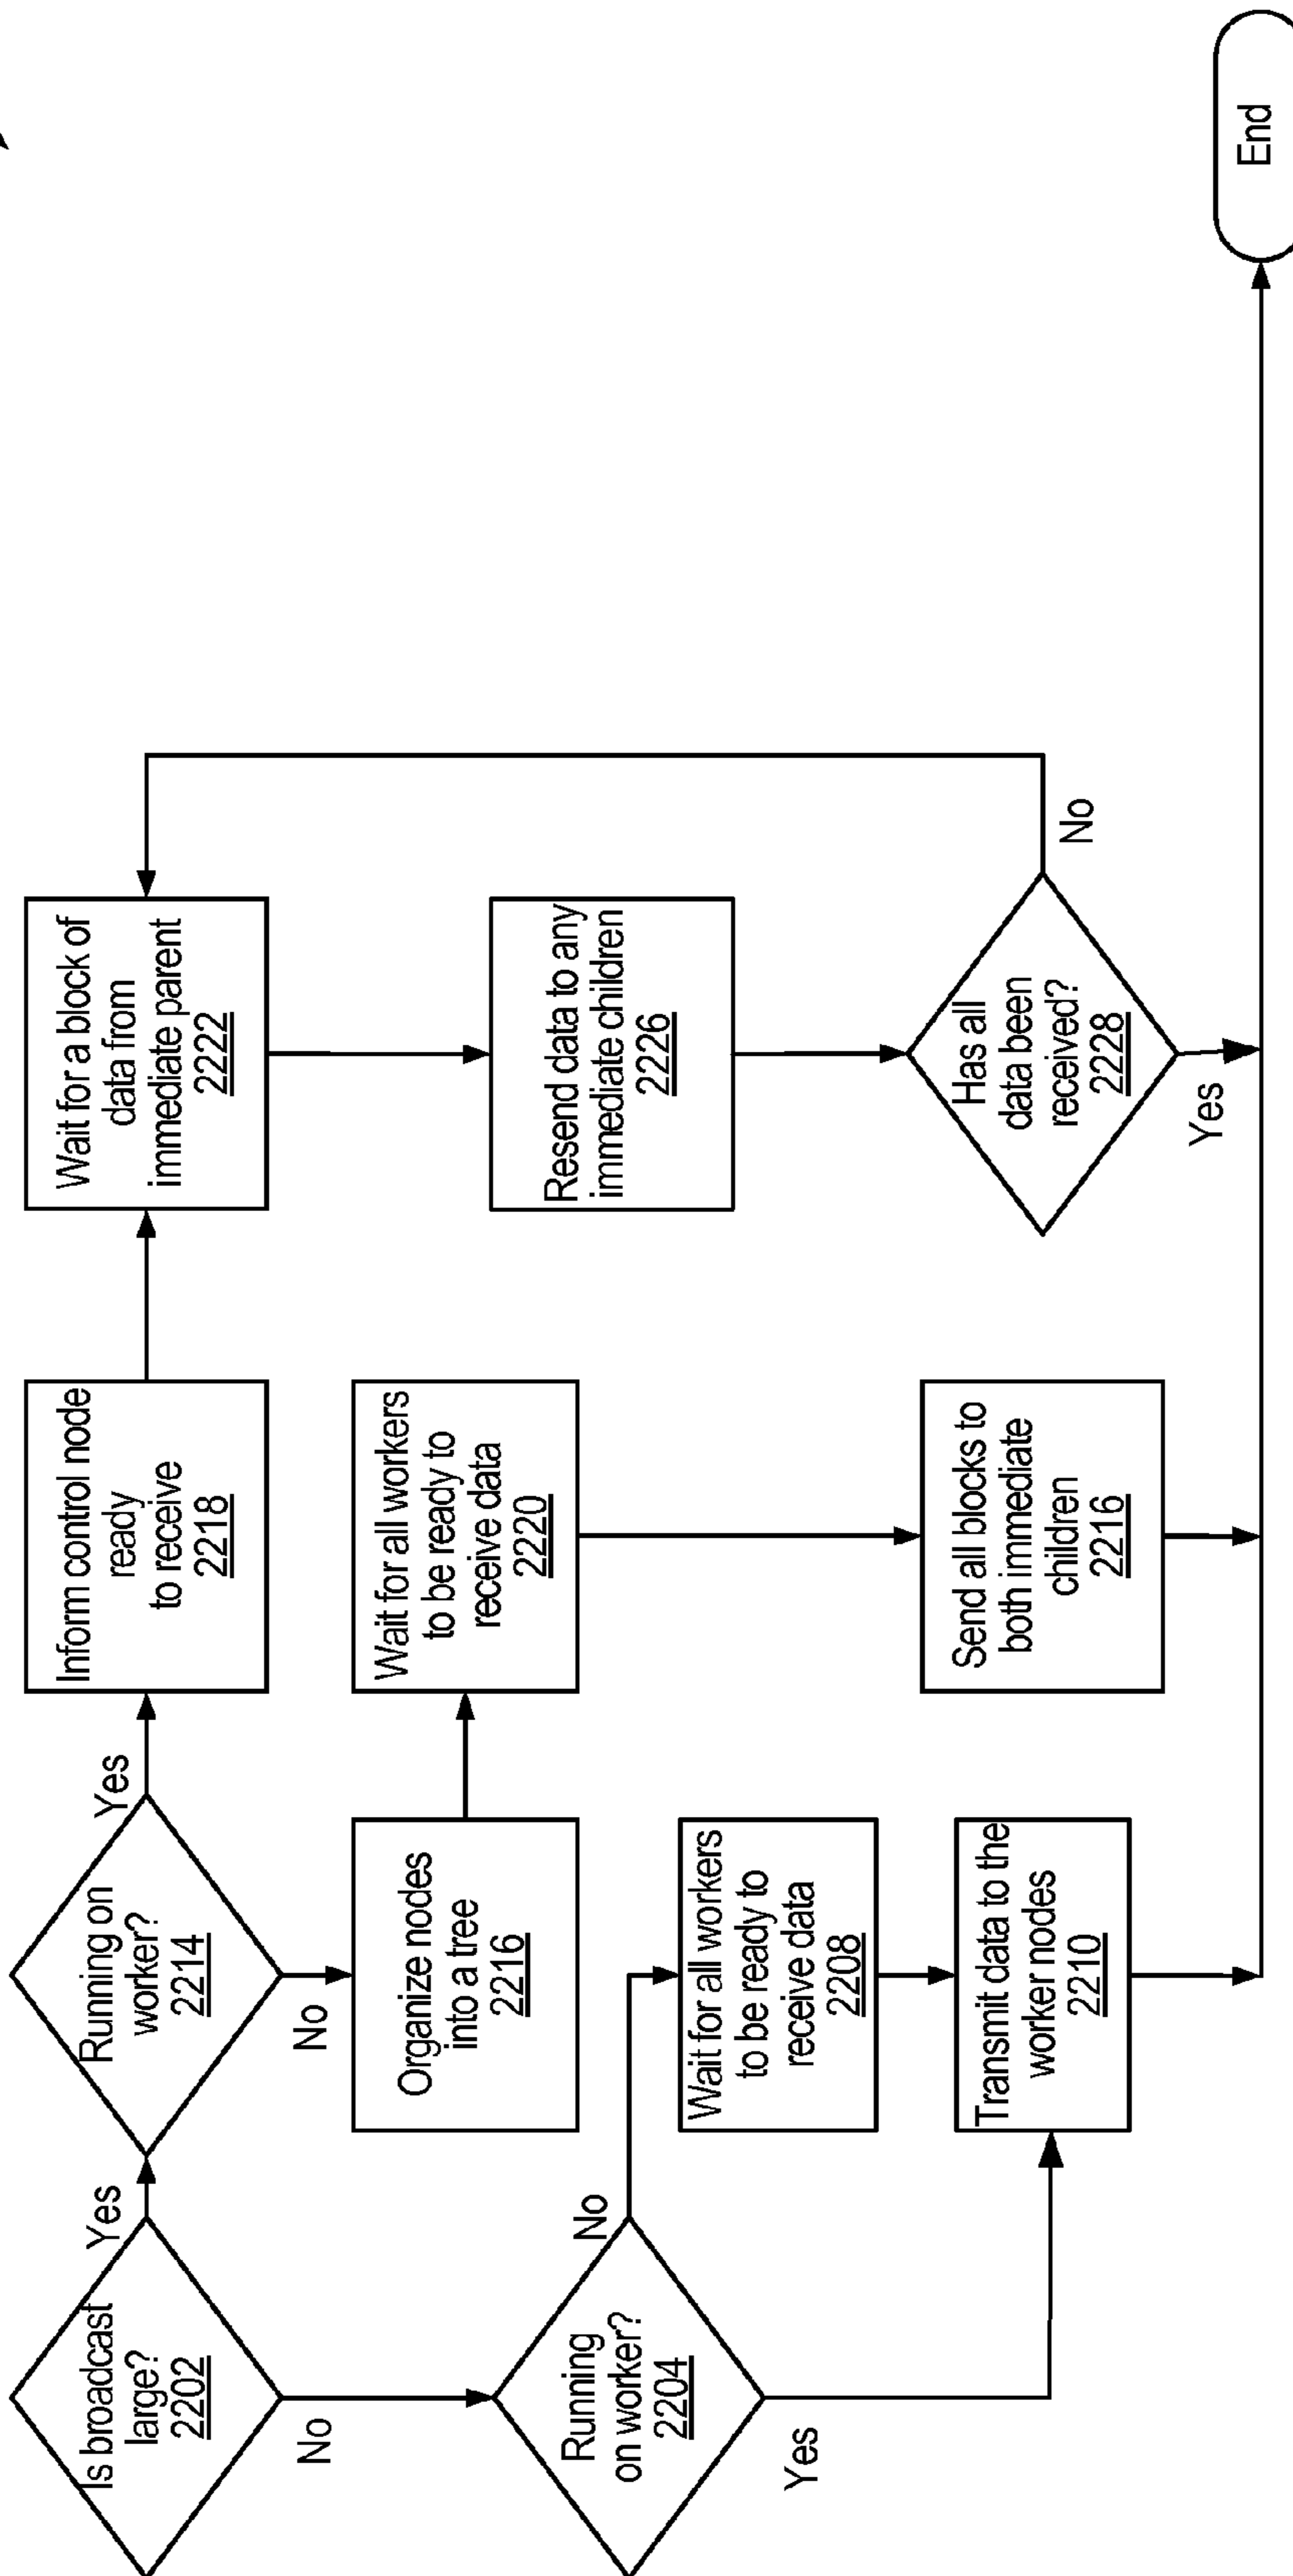 Is broadcast
large?
2202
Yes
No
Running on
worker?
2214
Yes
No
Inform control node
ready
to receive
2218
Wait for a block of
data from
immediate parent
2222
Organize nodes
into a tree
2216
Wait for all workers
to be ready to
receive data
2220
Resend data to any
immediate children
2226
Running
on worker?
2204
No
Yes
Wait for all workers
to be ready to
receive data
2208
Transmit data to the
worker nodes
2210
Send all blocks to
both immediate
children
2216
Has all
data been
received?
2228
No
Yes
End